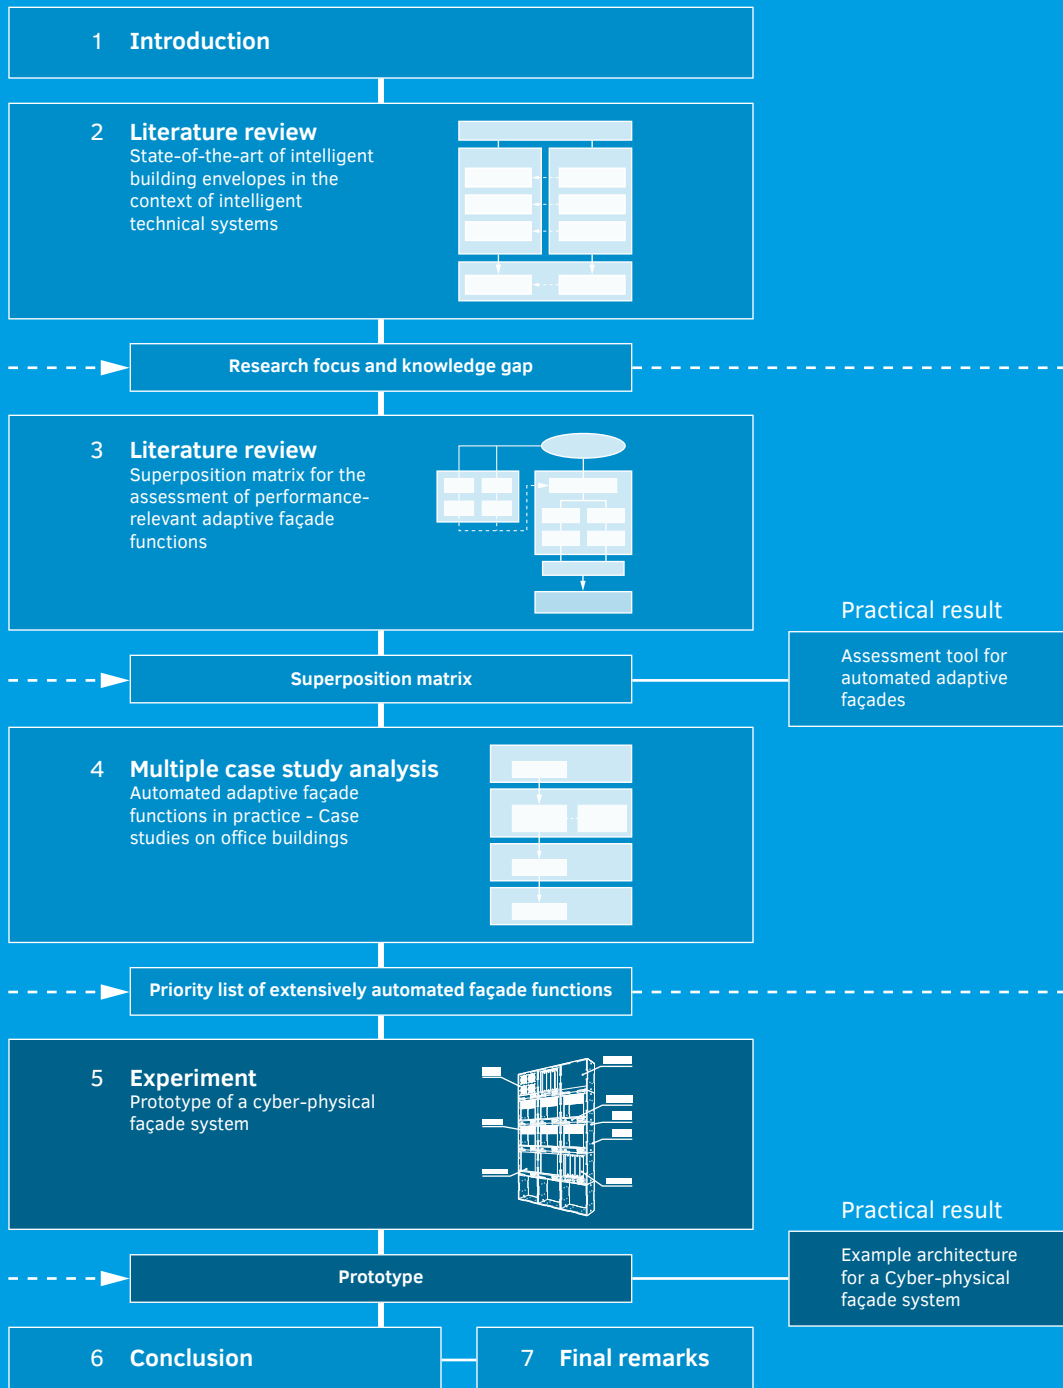 1 Introduction
2 Literature review
State-of-the-art of intelligent
building envelopes in the
context of intelligent
technical systems
Research focus and knowledge gap
3 Literature review
Superposition matrix for the
assessment of performance-
relevant adaptive façade
functions
Practical result
Assessment tool for
automated adaptive
façades
Superposition matrix
4 Multiple case study analysis
Automated adaptive façade
functions in practice - Case
studies on office buildings
Priority list of extensively automated façade functions
5 Experiment
Prototype of a cyber-physical
façade system
Practical result
Example architecture
for a Cyber-physical
façade system
Prototype
6 Conclusion
7 Final remarks